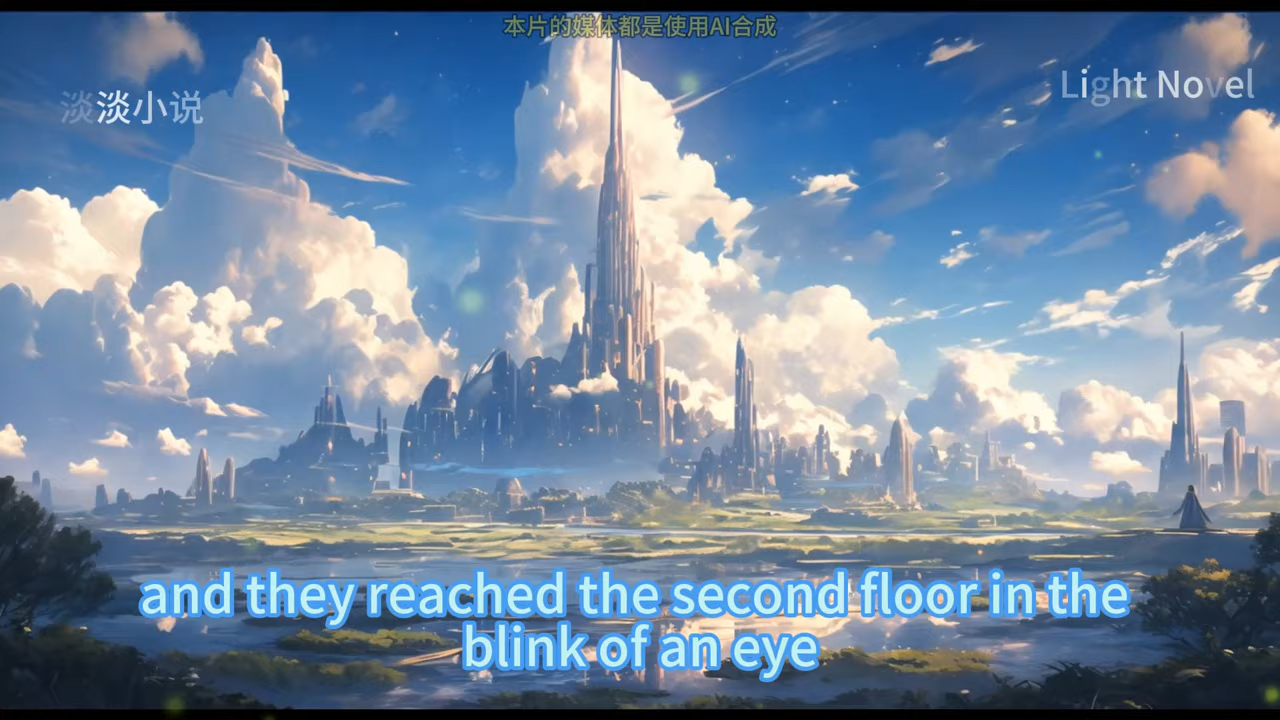 本片的媒体都是使用AI合成
淡淡小说
Light Novel
and they reached the second floor in the
blink of an eye